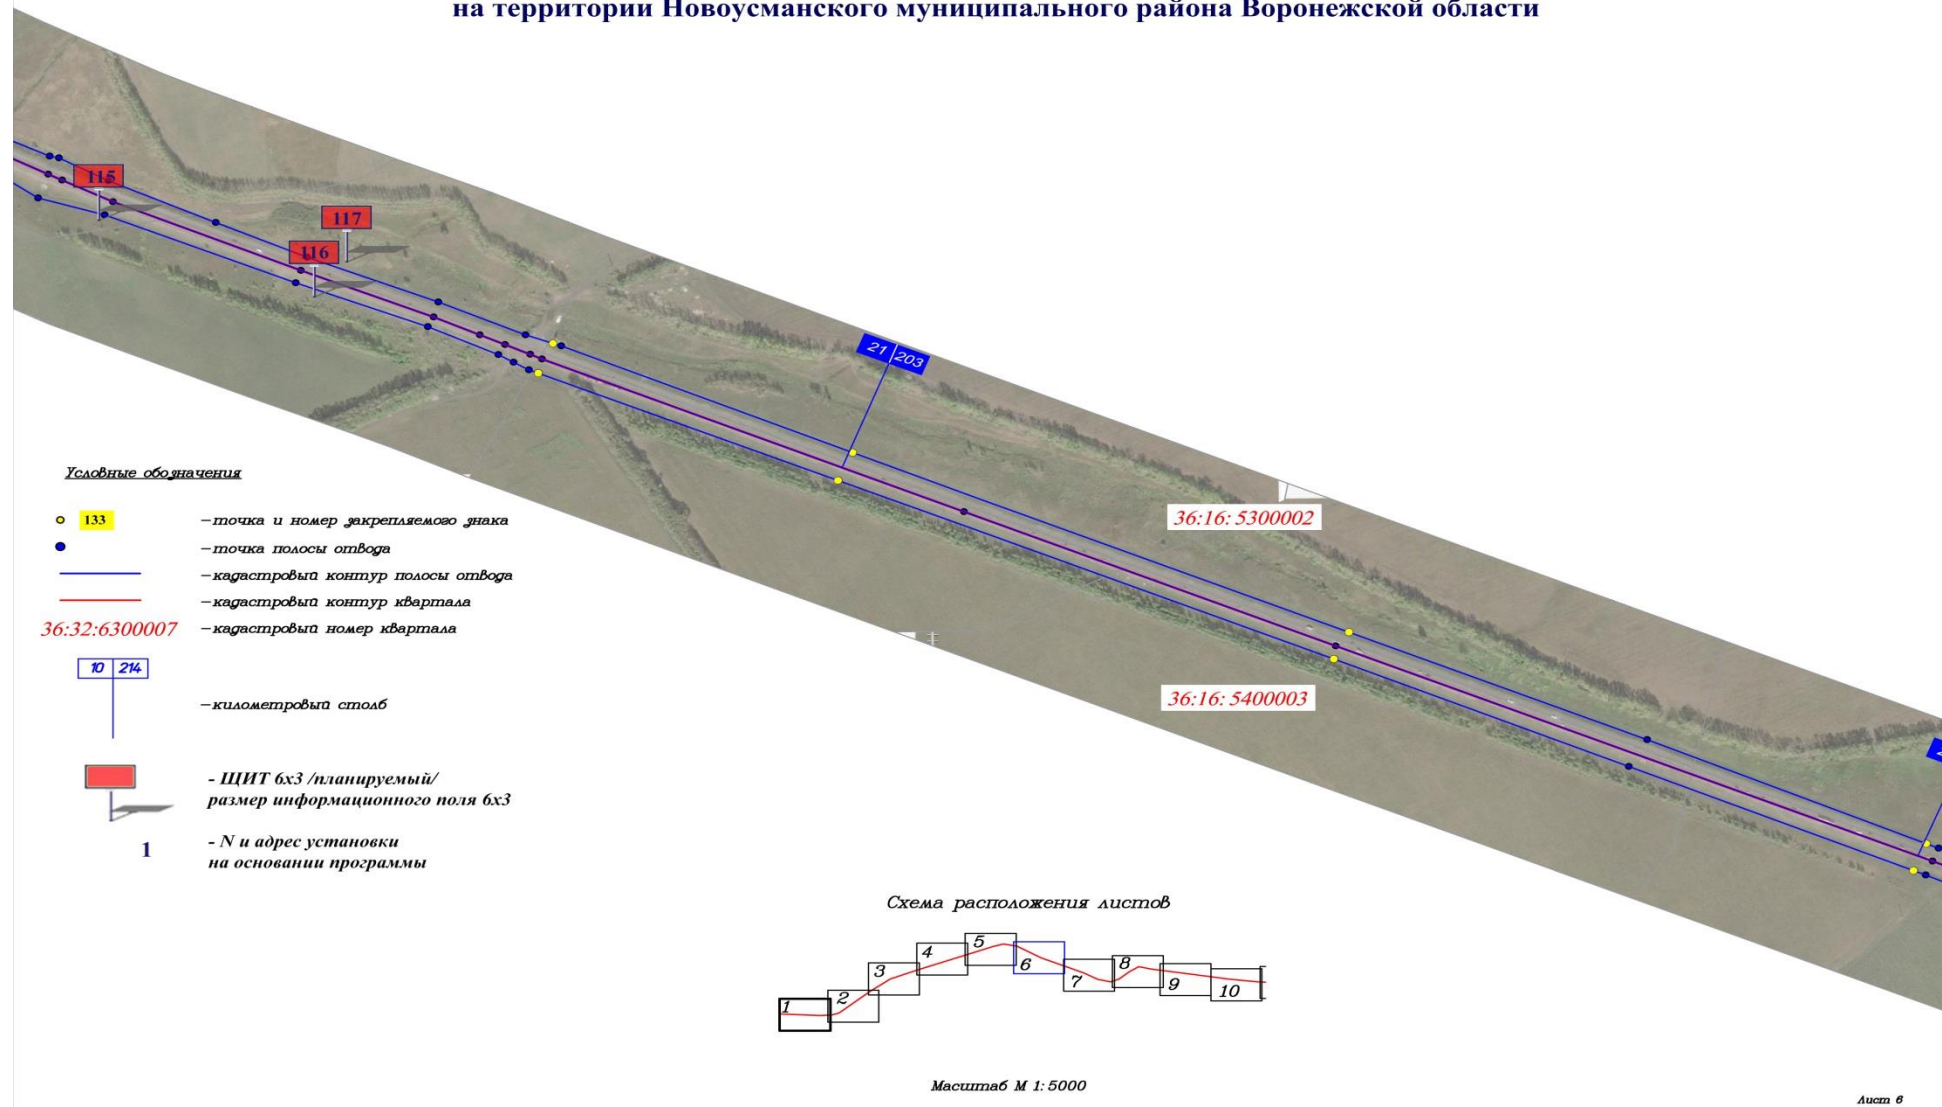 на территории Новоусманского муниципального района Воронежской области
115
117
116
21 203
36:16: 5300002
36:16: 5400003
Условные обозначения
133
– точка и номер закрепляемого знака
– точка полосы отвода
– кадастровый контур полосы отвода
– кадастровый контур квартала
36:32:6300007 – кадастровый номер квартала
10 214
– километровый столб
- ЩИТ 6х3 /планируемый/
размер информационного поля 6х3
1
- N и адрес установки
на основании программы
Схема расположения листов
1
2
3
4
5
6
7
8
9
10
Масштаб М 1: 5000
Лист 6